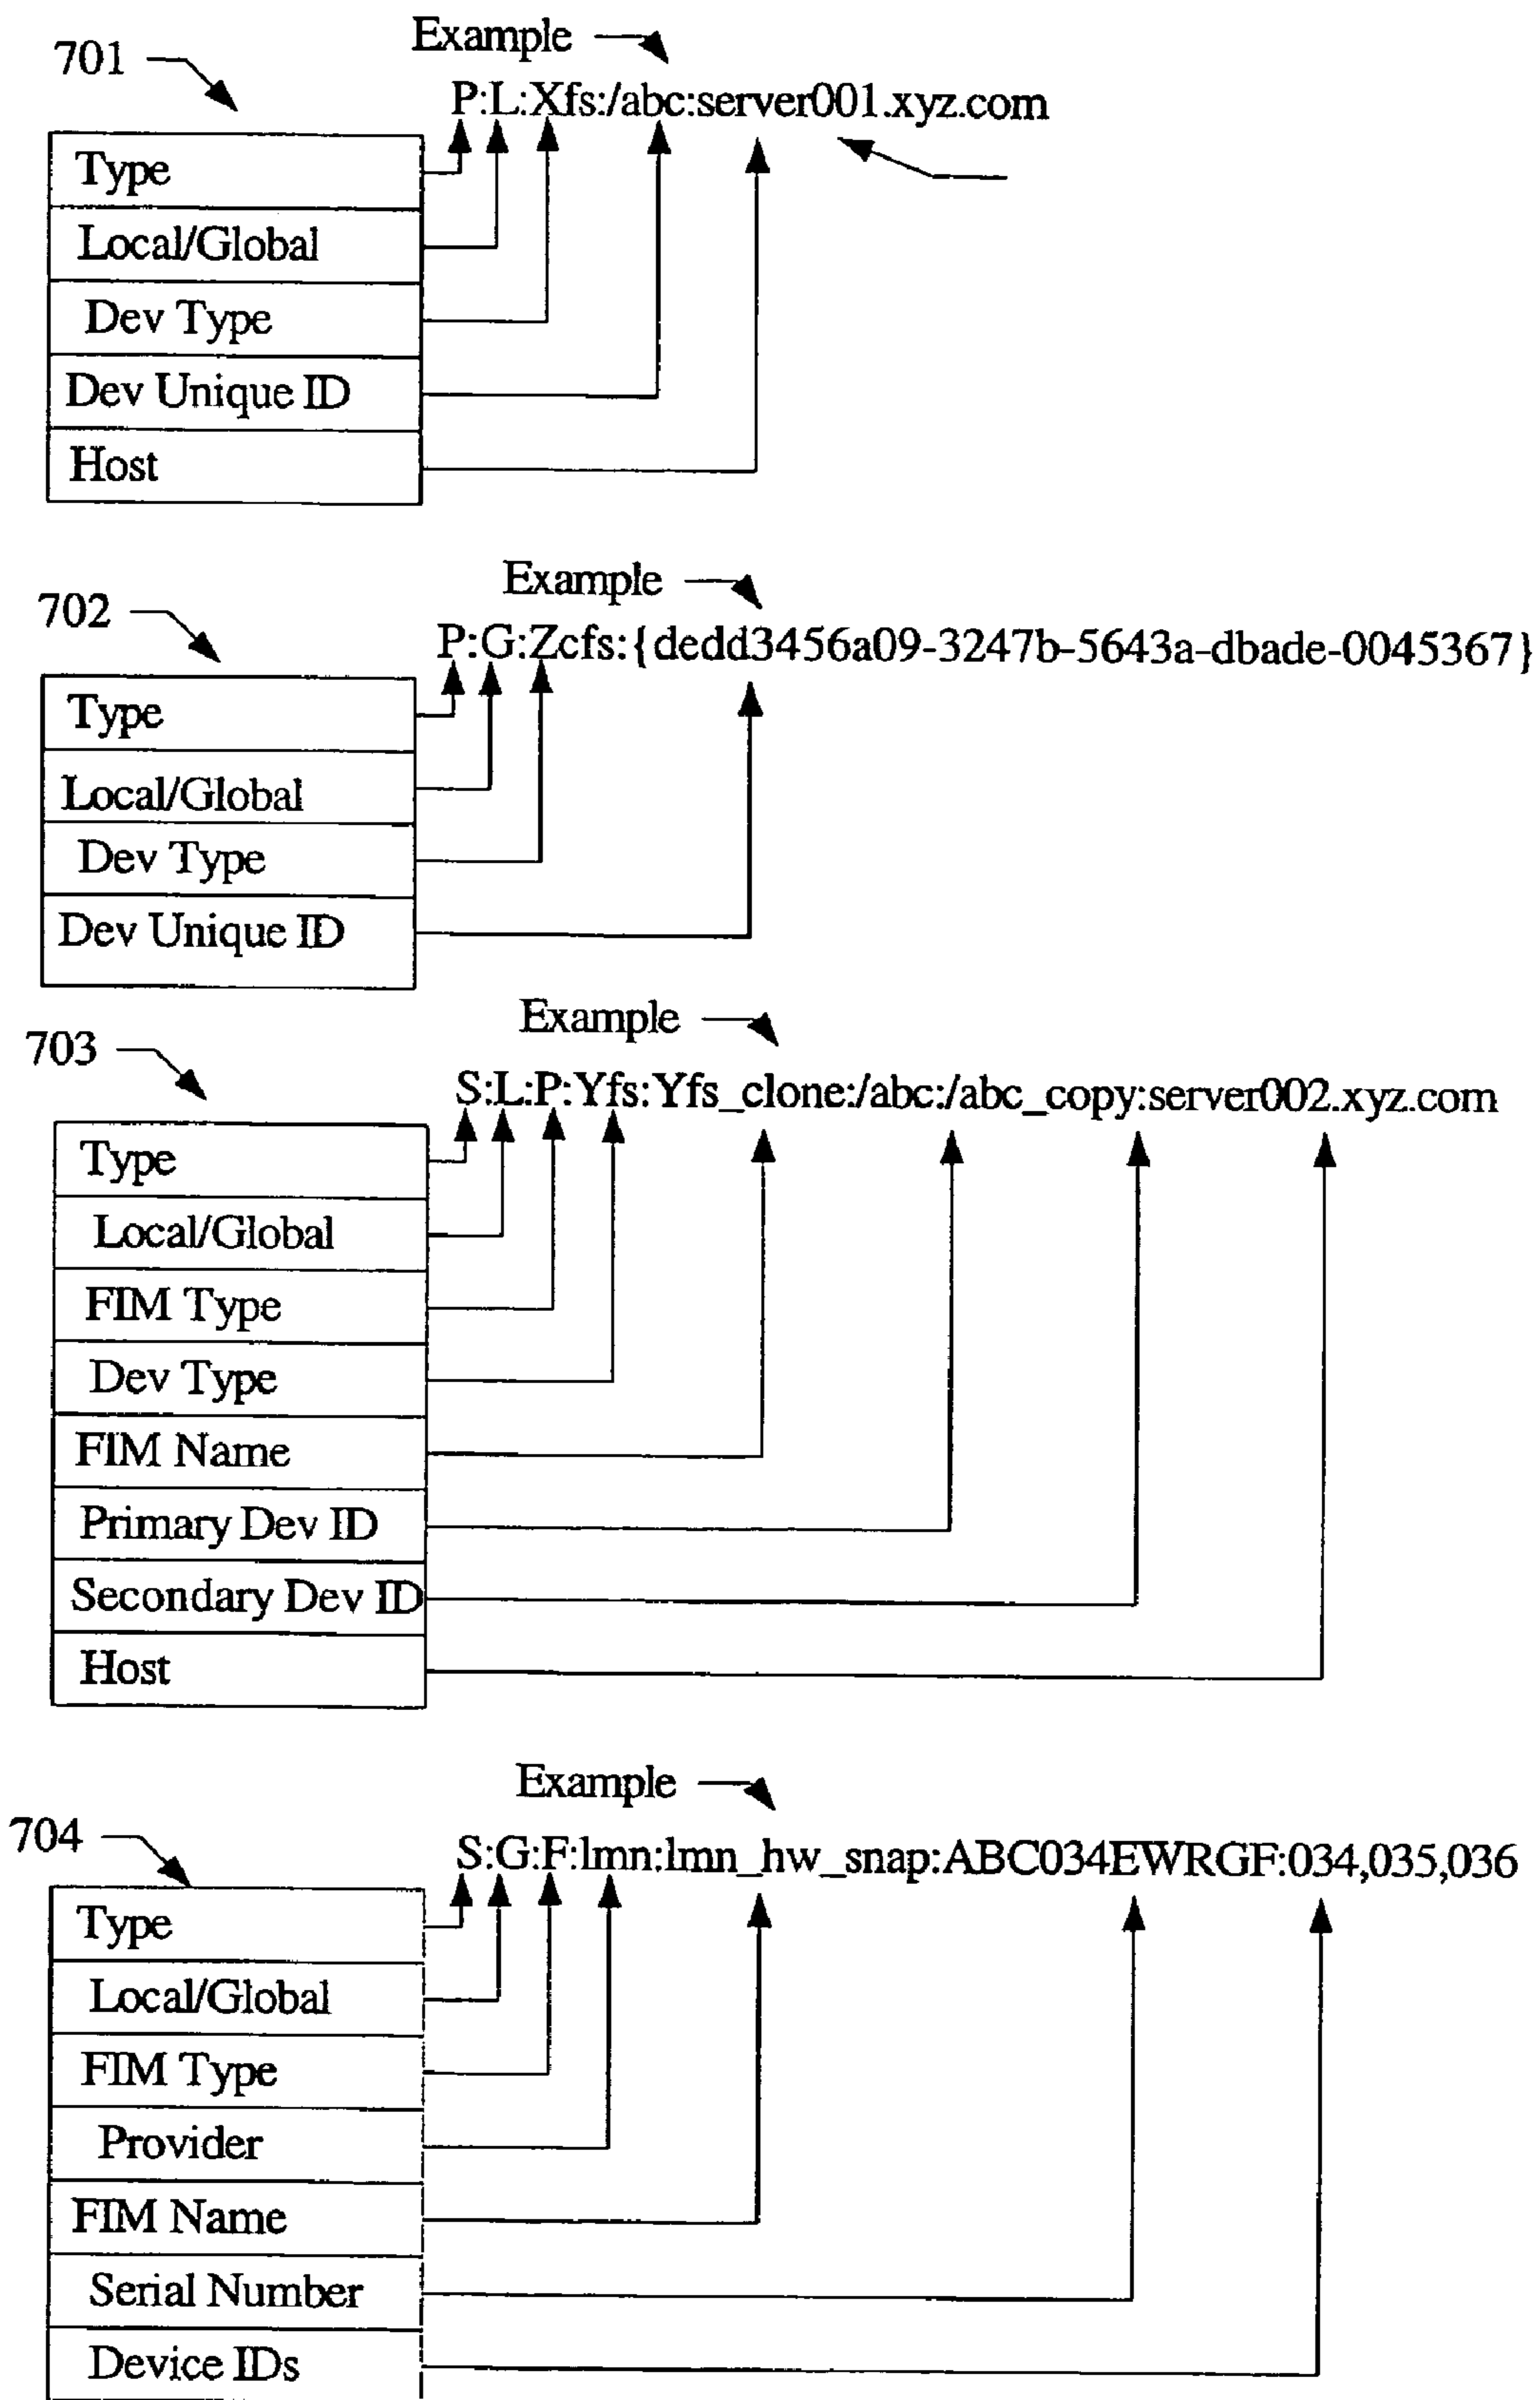 Example
701
P:L:Xfs:/abc:server001.xyz.com
Type
Local/Global
Dev Type
Dev Unique ID
Host
Example
702
P:G:Zcfs:{dedd3456a09-3247b-5643a-dbade-0045367}
Type
Local/Global
Dev Type
Dev Unique ID
Example
703
S:L:P:Yfs:Yfs_clone:/abc:/abc_copy:server002.xyz.com
Type
Local/Global
FIM Type
Dev Type
FIM Name
Primary Dev ID
Secondary Dev ID
Host
Example
704
S:G:F:lmn:lmn_hw_snap:ABC034EWRGF:034,035,036
Type
Local/Global
FIM Type
Provider
FIM Name
Serial Number
Device IDs